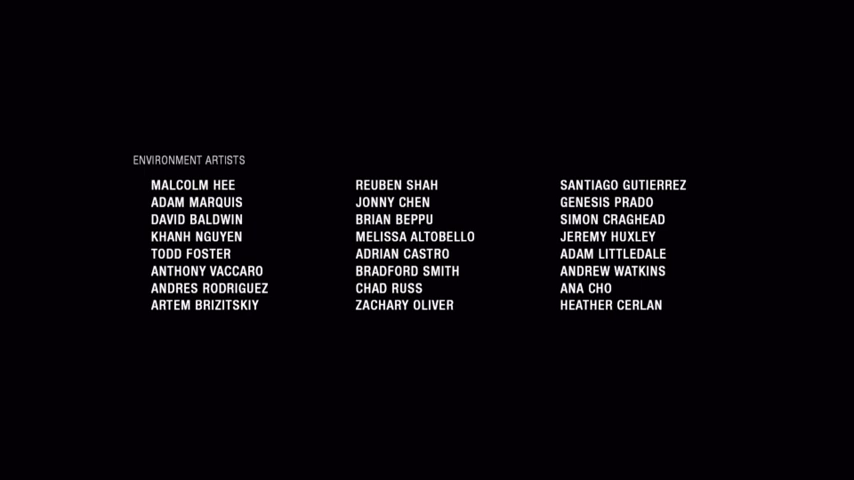 ENVIRONMENT ARTISTS
MALCOLM HEE
ADAM MARQUIS
DAVID BALDWIN
KHANH NGUYEN
TODD FOSTER
ANTHONY VACCARO
ANDRES RODRIGUEZ
ARTEM BRIZITSKIY
REUBEN SHAH
JONNY CHEN
BRIAN BEPPU
MELISSA ALTOBELLO
ADRIAN CASTRO
BRADFORD SMITH
CHAD RUSS
ZACHARY OLIVER
SANTIAGO GUTIERREZ
GENESIS PRADO
SIMON CRAGHEAD
JEREMY HUXLEY
ADAM LITTLEDALE
ANDREW WATKINS
ANA CHO
HEATHER CERLAN